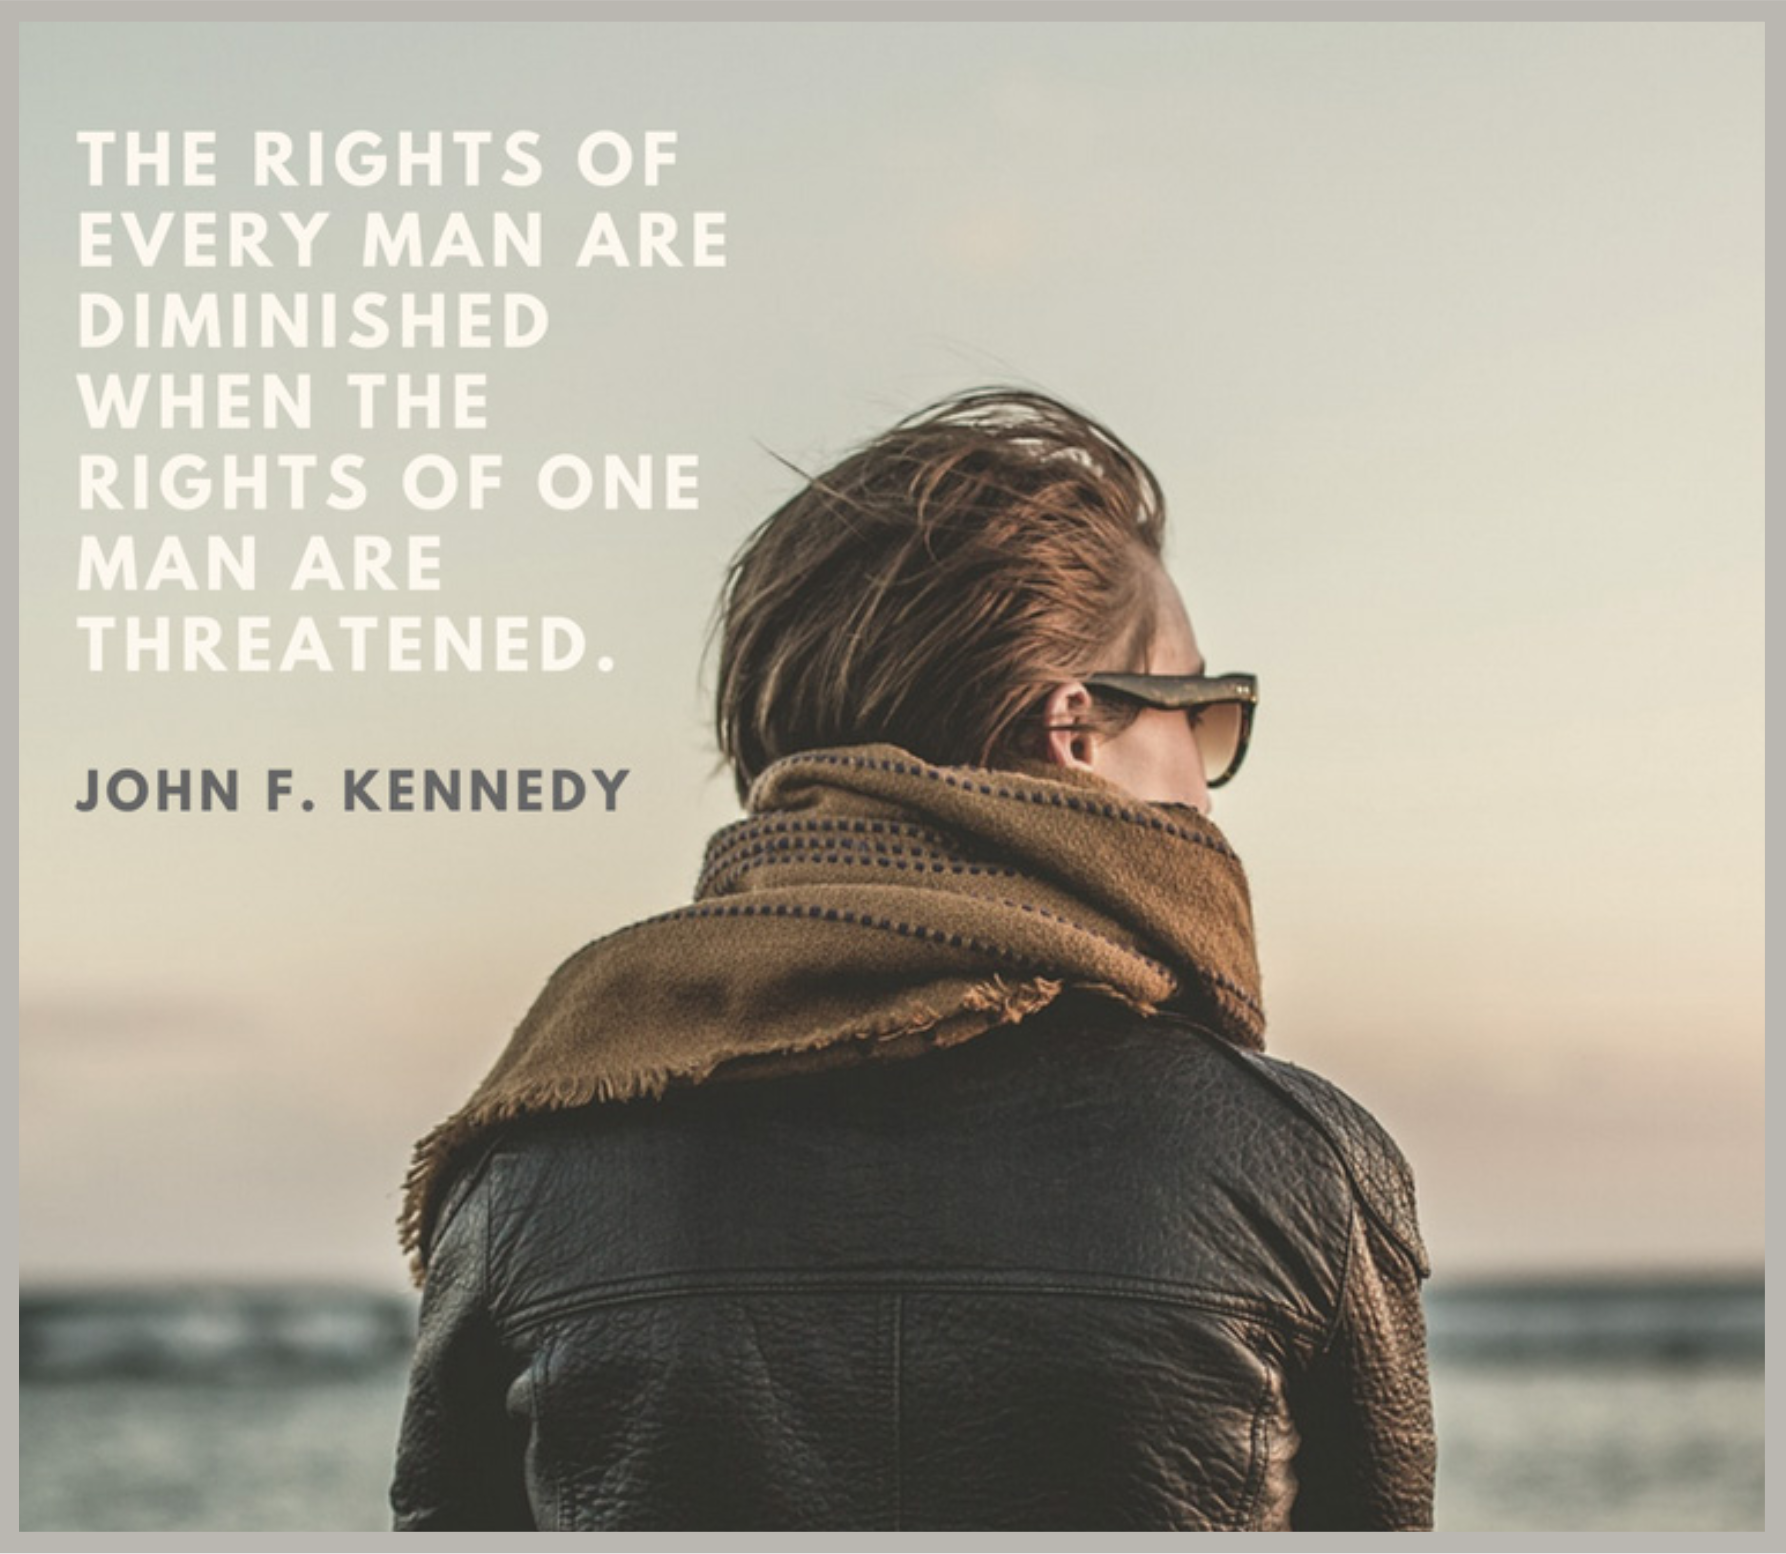 THE RIGHTS OF
EVERY MAN ARE
DIMINISHED
WHEN THE
RIGHTS OF ONE
MAN ARE
THREATENED.
JOHN F. KENNEDY